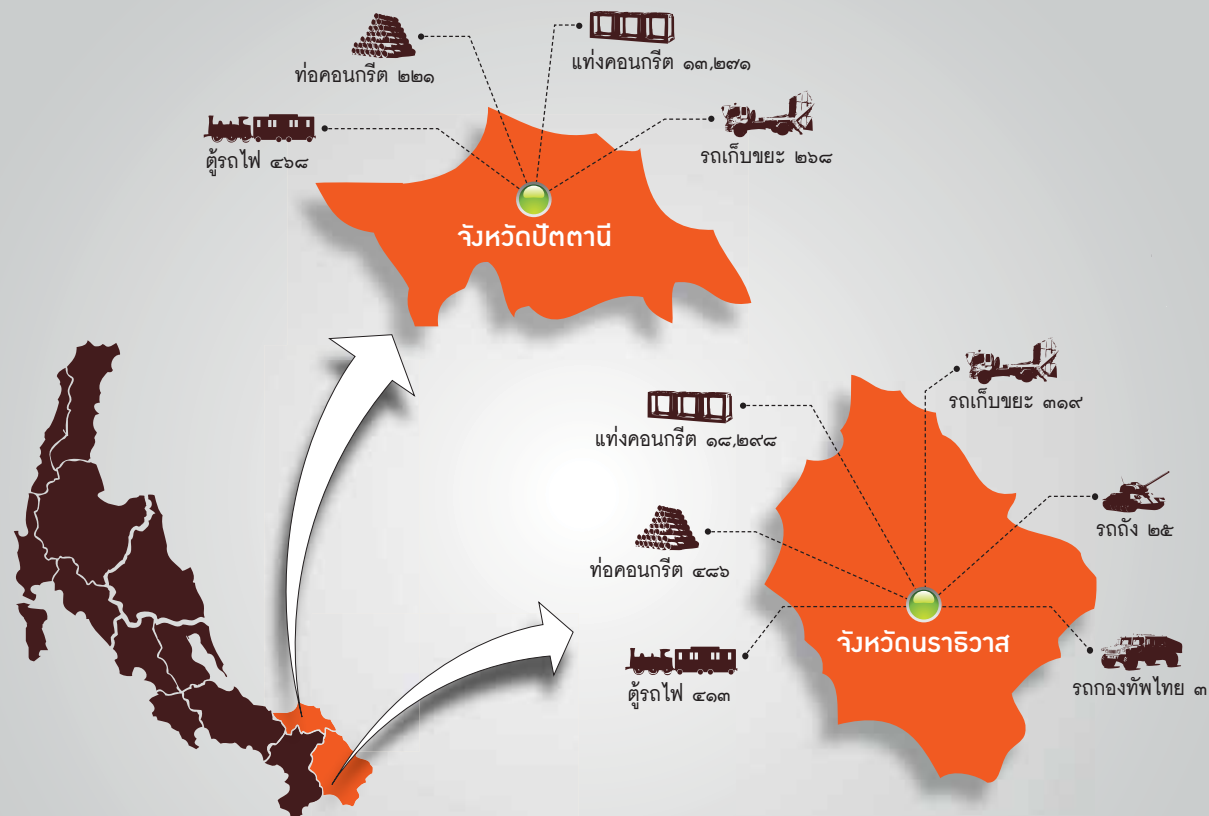 ท่อคอนกรีต ๒๒๑
แท่งคอนกรีต ๑๓,๒๗๑
ตู้รถไฟ ๔๖๘
รถเก็บขยะ ๒๖๘
จังหวัดปัตตานี
รถเก็บขยะ ๓๑๙
แท่งคอนกรีต ๑๘,๒๙๘
รถถัง ๒๕
ท่อคอนกรีต ๔๘๖
จังหวัดนราธิวาส
ตู้รถไฟ ๔๑๓
รถกองทัพไทย ๓